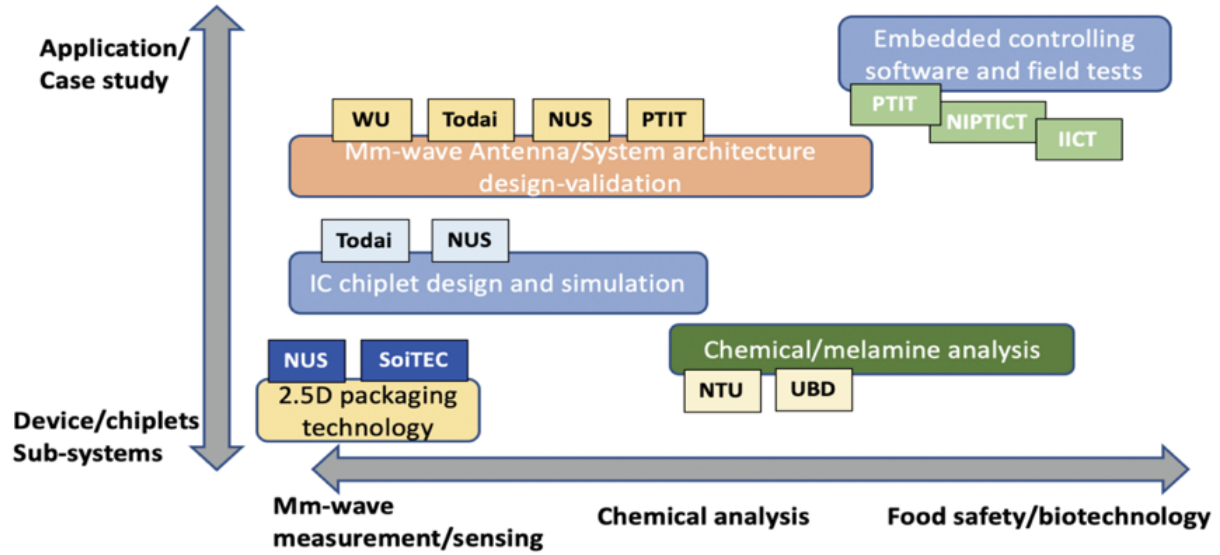 Application/
Case study
Embedded controlling
software and field tests
PTIT
NIPTICT
IICT
WU
Todai
NUS
PTIT
Mm-wave Antenna/System architecture
design-validation
Todai
NUS
IC chiplet design and simulation
NUS
SoiTEC
2.5D packaging
technology
Chemical/melamine analysis
NTU
UBD
Device/chiplets
Sub-systems
Mm-wave
measurement/sensing
Chemical analysis
Food safety/biotechnology